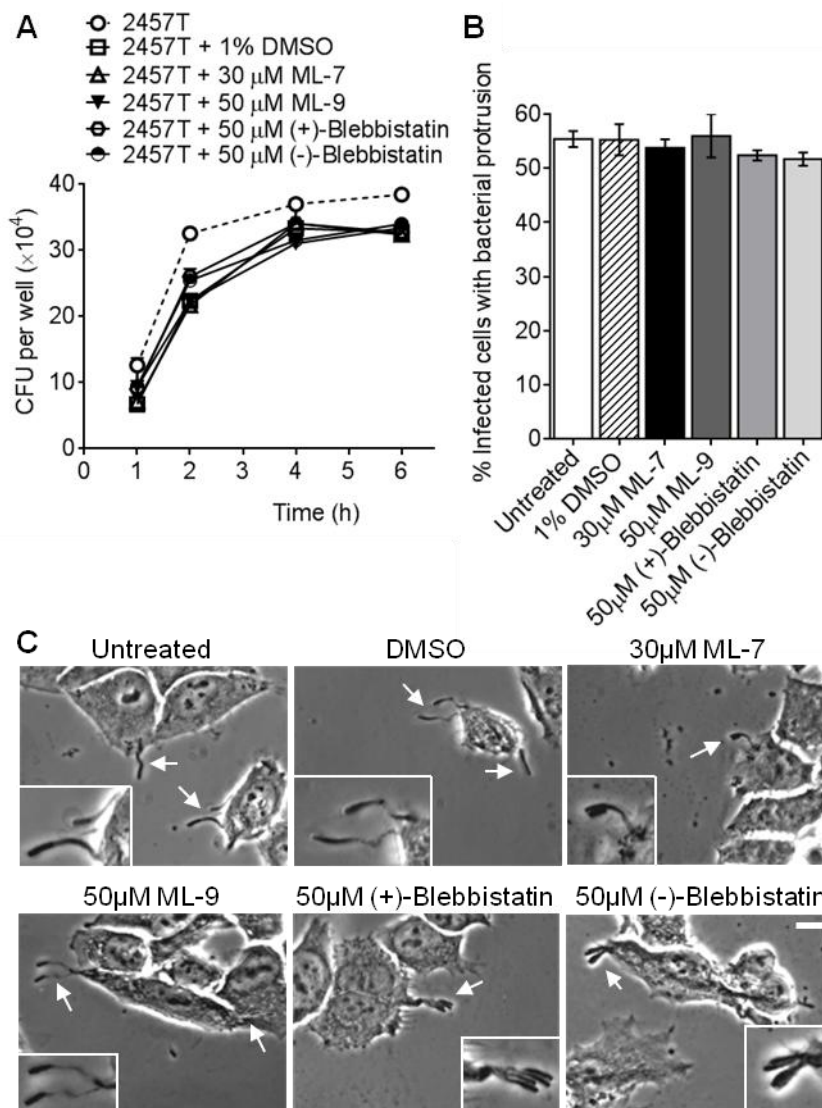 A
2457T
2457T + 1% DMSO
2457T + 30 μM ML-7
2457T + 50 μM ML-9
2457T + 50 μM (+)-Blebbistatin
2457T + 50 μM (-)-Blebbistatin
CFU per well (×10⁴)
40
30
20
10
0
0 1 2 3 4 5 6
Time (h)
B
% Infected cells with bacterial protrusion
60
50
40
30
20
10
0
Untreated
1% DMSO
30μM ML-7
50μM ML-9
50μM (+)-Blebbistatin
50μM (-)-Blebbistatin
C
Untreated DMSO 30μM ML-7
50μM ML-9 50μM (+)-Blebbistatin 50μM (-)-Blebbistatin